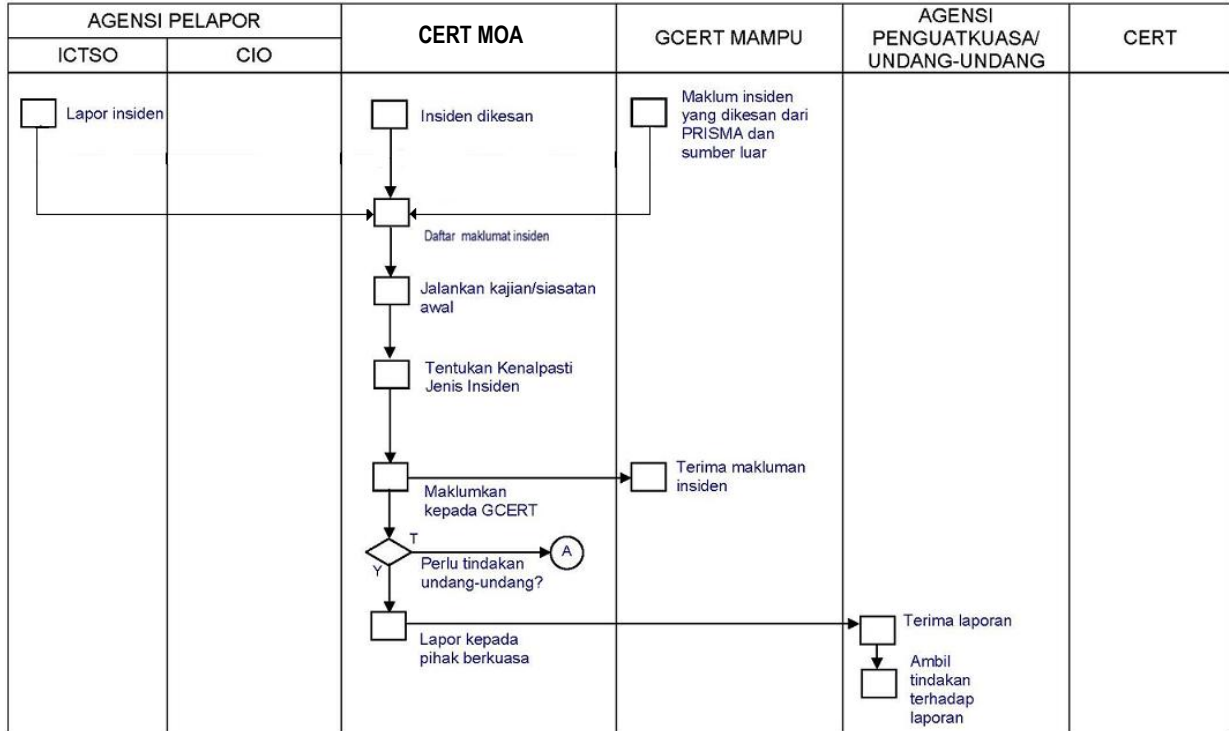 AGENSI PELAPOR
ICTSO
CIO
CERT MOA
GCERT MAMPU
AGENSI
PENGUATKUASA/
UNDANG-UNDANG
CERT
Lapor insiden
Insiden dikesan
Maklum insiden
yang dikesan dari
PRISMA dan
sumber luar
Daftar maklumat insiden
Jalankan kajian/siasatan
awal
Tentukan Kenalpasti
Jenis Insiden
Maklumkan
kepada GCERT
Terima makluman
insiden
T
A
Y
Perlu tindakan
undang-undang?
Lapor kepada
pihak berkuasa
Terima laporan
Ambil
tindakan
terhadap
laporan